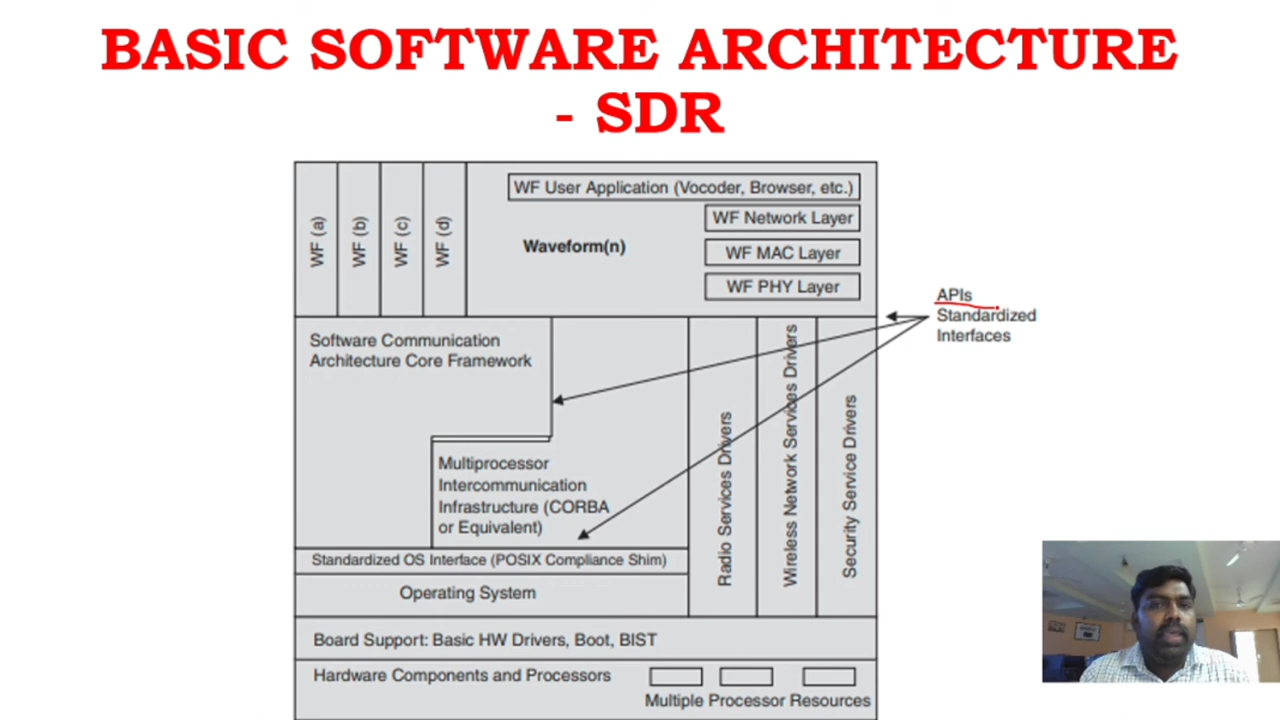 BASIC SOFTWARE ARCHITECTURE
- SDR
WF (a)
WF (b)
WF (c)
WF (d)
WF User Application (Vocoder, Browser, etc.)
WF Network Layer
Waveform(n)
WF MAC Layer
WF PHY Layer
APIs
Standardized
Interfaces
Software Communication
Architecture Core Framework
Multiprocessor
Intercommunication
Infrastructure (CORBA
or Equivalent)
Radio Services Drivers
Wireless Network Services Drivers
Security Service Drivers
Standardized OS Interface (POSIX Compliance Shim)
Operating System
Board Support: Basic HW Drivers, Boot, BIST
Hardware Components and Processors
Multiple Processor Resources